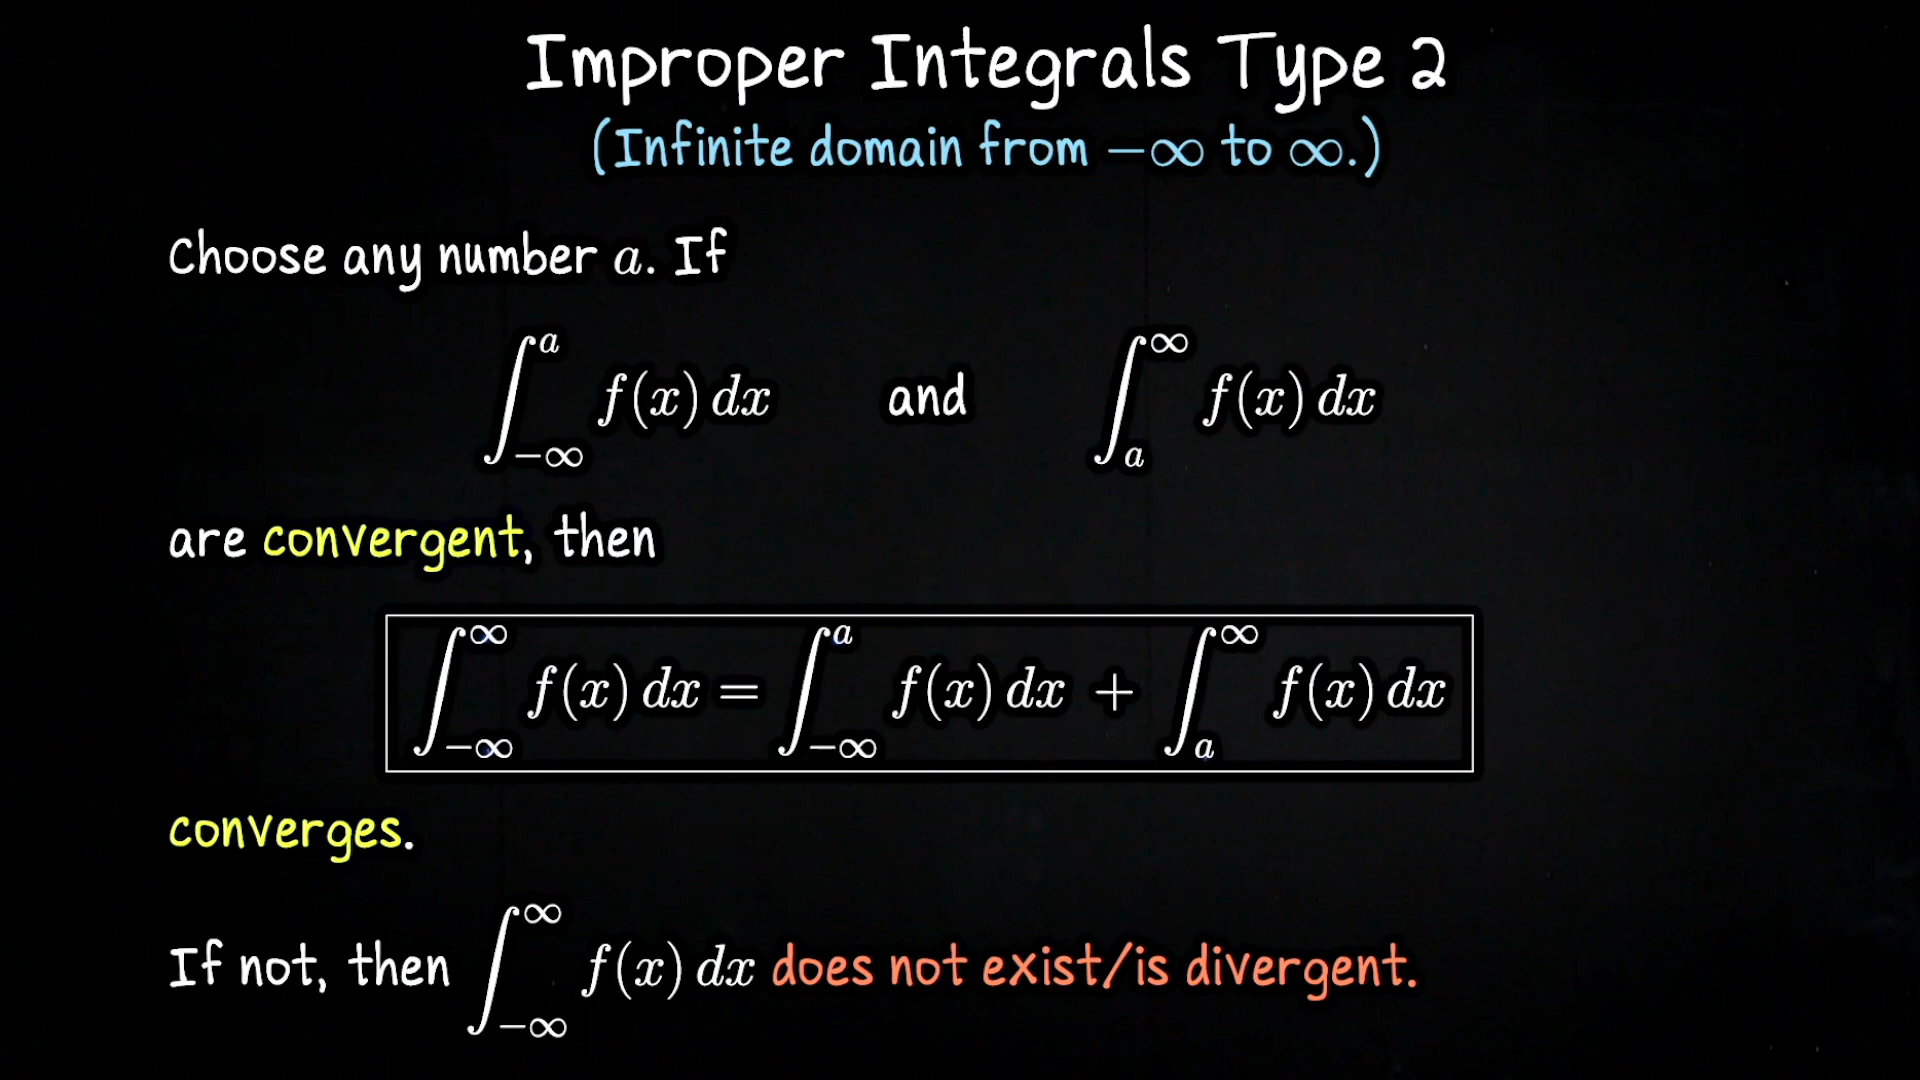 Improper Integrals Type 2
(Infinite domain from −∞ to ∞.)
Choose any number a. If
∫_{−∞}^{a} f(x) dx and ∫_{a}^{∞} f(x) dx
are convergent, then
∫_{−∞}^{∞} f(x) dx = ∫_{−∞}^{a} f(x) dx + ∫_{a}^{∞} f(x) dx
converges.
If not, then ∫_{−∞}^{∞} f(x) dx does not exist/is divergent.